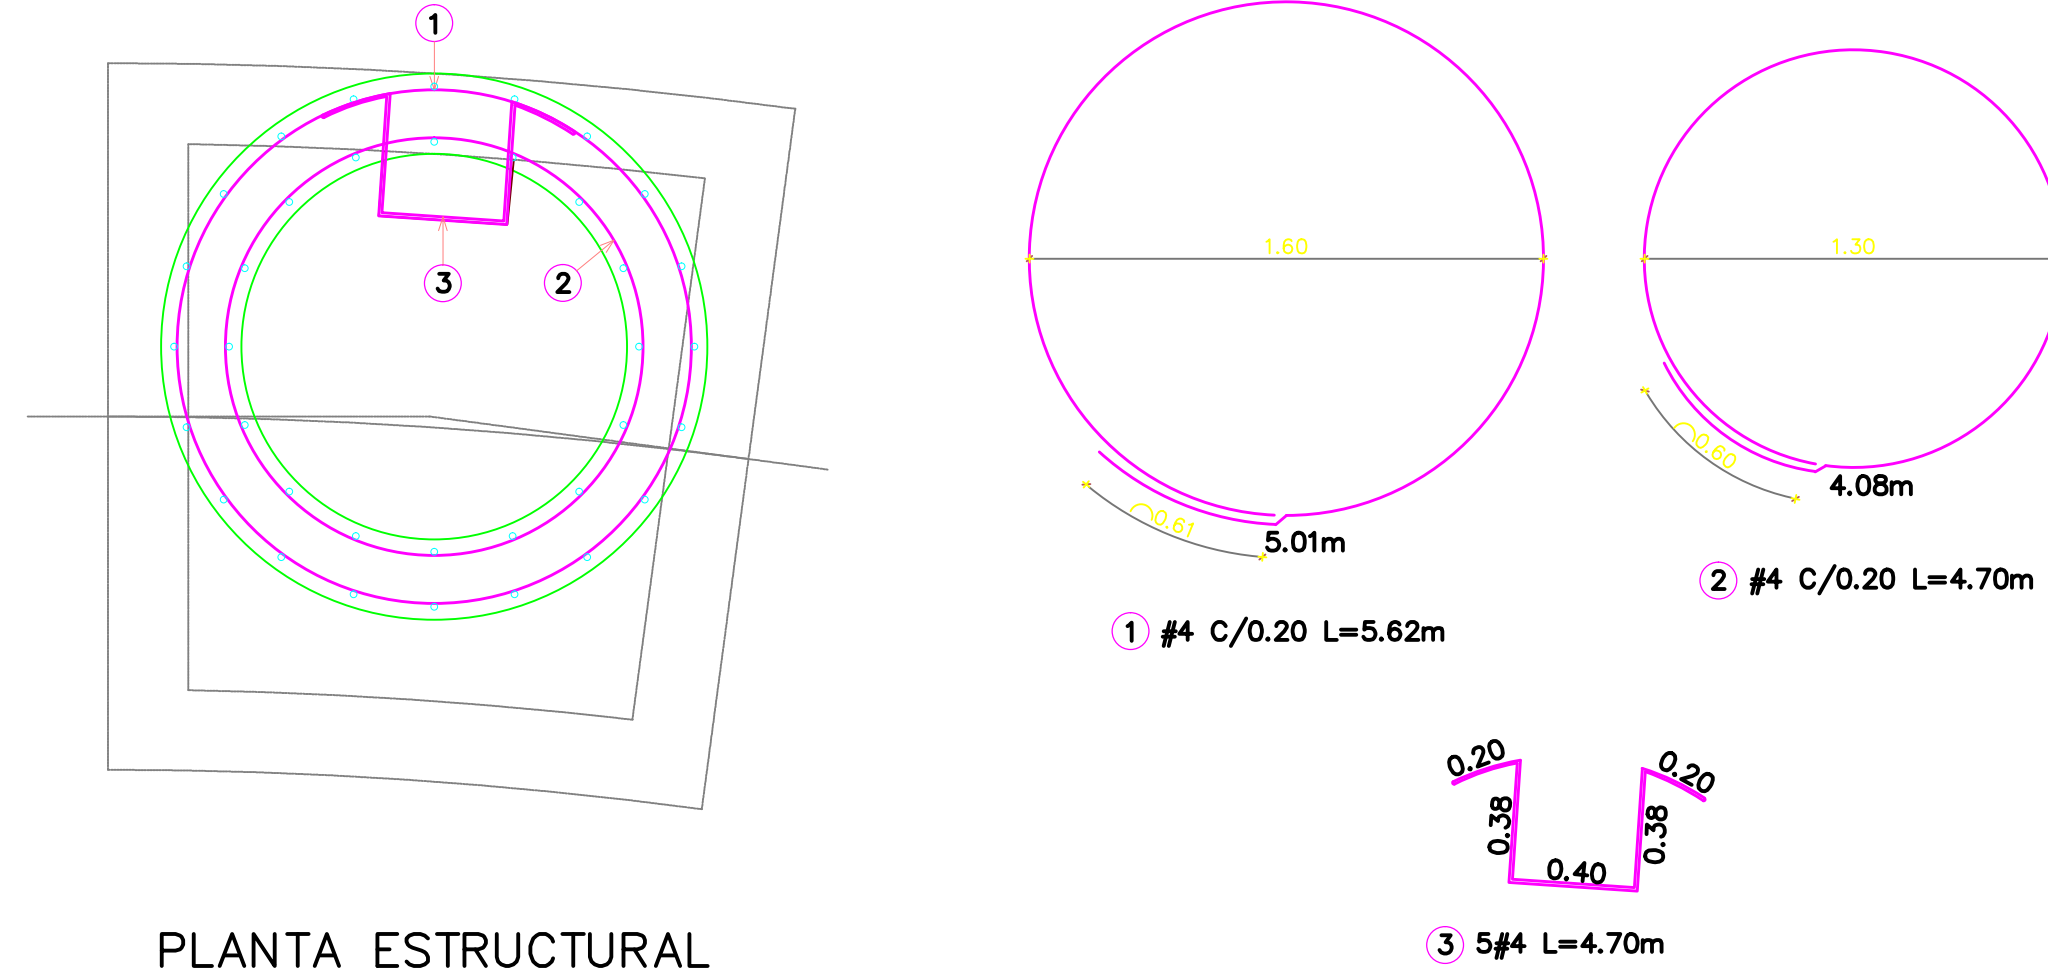 1
3
2
PLANTA ESTRUCTURAL
1.60
0.61
5.01m
1 #4 C/0.20 L=5.62m
1.30
0.60
4.08m
2 #4 C/0.20 L=4.70m
0.20
0.20
0.38
0.38
0.40
3 5#4 L=4.70m